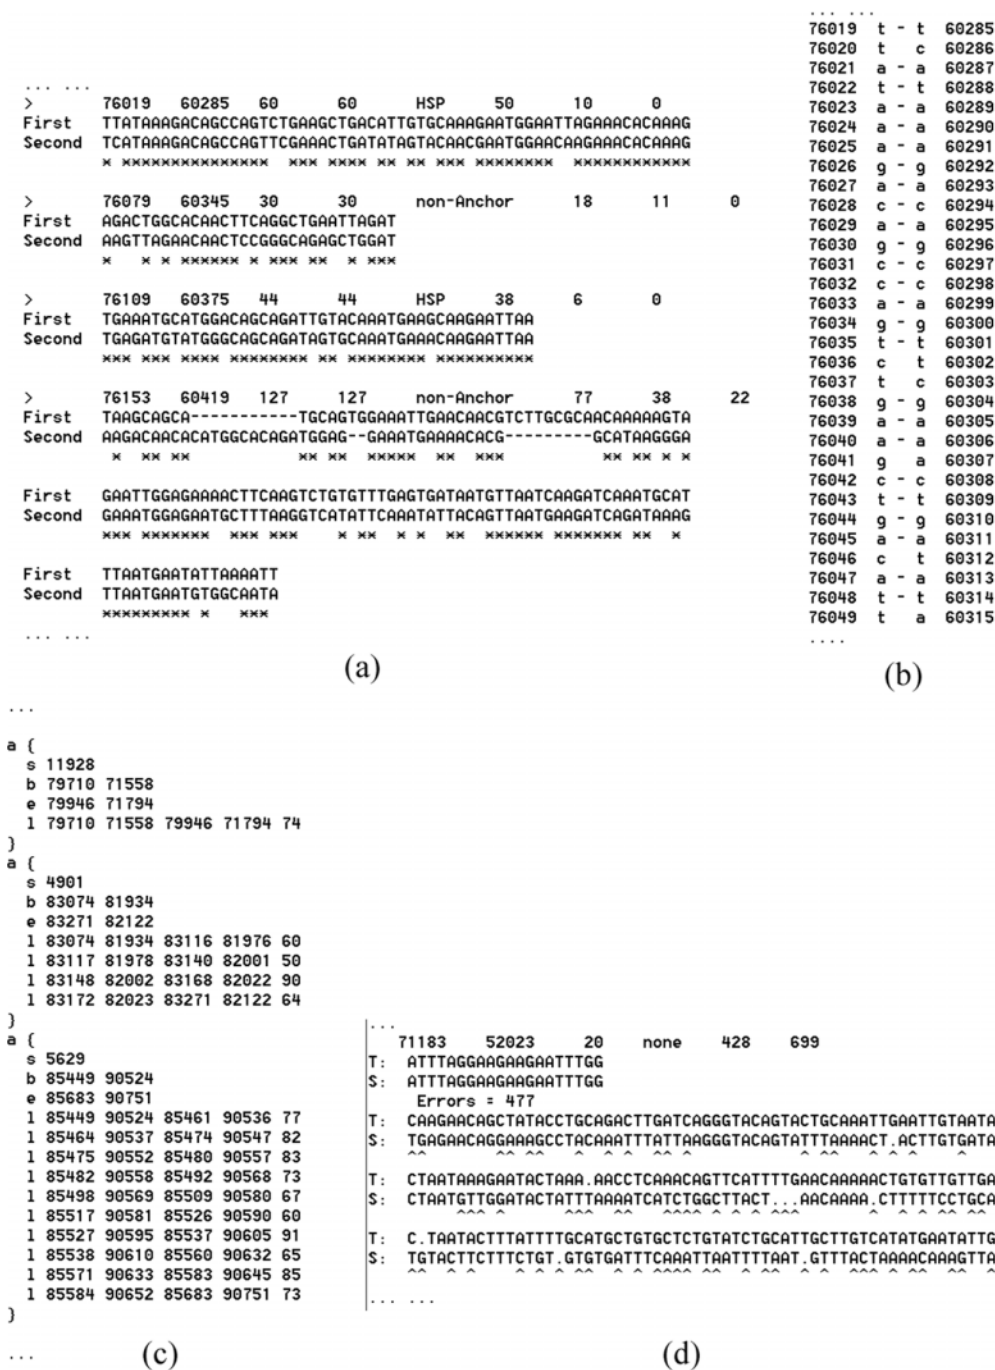 ... ...
> 76019 60285 60 60 HSP 50 10 0
First TTATAAAGACAGCCAGTCTGAAGCTGACATTGTGCAAAGAATGGAATTAGAAACACAAAG
Second TCATAAAGACAGCCAGTTCGAAACTGATATAGTACAACGAATGGAACAAGAAACACAAAG
* *************** *** **** ** * ** *** ******** ************
> 76079 60345 30 30 non-Anchor 18 11 0
First AGACTGGCACAACTTCAGGCTGAATTAGAT
Second AAGTTAGAACAACTCCGGGCAGAGCTGGAT
* * * ****** * *** ** * ***
> 76109 60375 44 44 HSP 38 6 0
First TGAAATGCATGGACAGCAGATTGTACAAATGAAGCAAGAATTAA
Second TGAGATGTATGGGCAGCAGATAGTGCAAATGAAACAAGAATTAA
*** *** **** ******** ** ******** **********
> 76153 60419 127 127 non-Anchor 77 38 22
First TAAGCAGCA-----------TGCAGTGGAAATTGAACAACGTCTTGCGCAACAAAAAGTA
Second AAGACAACACATGGCACAGATGGAG--GAAATGAAAACACG---------GCATAAGGGA
* ** ** ** ** ***** ** *** ** ** * *
First GAATTGGAGAAAACTTCAAGTCTGTGTTTGAGTGATAATGTTAATCAAGATCAAATGCAT
Second GAAATGGAGAATGCTTTAAGGTCATATTCAAATATTACAGTTAATGAAGATCAGATAAAG
*** ******* *** *** * ** * * ** ****** ******* ** *
First TTAATGAATATTAAAATT
Second TTAATGAATGTGGCAATA
********* * ***
... ...
(a)
... ...
76019 t - t 60285
76020 t c 60286
76021 a - a 60287
76022 t - t 60288
76023 a - a 60289
76024 a - a 60290
76025 a - a 60291
76026 g - g 60292
76027 a - a 60293
76028 c - c 60294
76029 a - a 60295
76030 g - g 60296
76031 c - c 60297
76032 c - c 60298
76033 a - a 60299
76034 g - g 60300
76035 t - t 60301
76036 c t 60302
76037 t c 60303
76038 g - g 60304
76039 a - a 60305
76040 a - a 60306
76041 g a 60307
76042 c - c 60308
76043 t - t 60309
76044 g - g 60310
76045 a - a 60311
76046 c t 60312
76047 a - a 60313
76048 t - t 60314
76049 t a 60315
....
(b)
...
a {
s 11928
b 79710 71558
e 79946 71794
l 79710 71558 79946 71794 74
}
a {
s 4901
b 83074 81934
e 83271 82122
l 83074 81934 83116 81976 60
l 83117 81978 83140 82001 50
l 83148 82002 83168 82022 90
l 83172 82023 83271 82122 64
}
a {
s 5629
b 85449 90524
e 85683 90751
l 85449 90524 85461 90536 77
l 85464 90537 85474 90547 82
l 85475 90552 85480 90557 83
l 85482 90558 85492 90568 73
l 85498 90569 85509 90580 67
l 85517 90581 85526 90590 60
l 85527 90595 85537 90605 91
l 85538 90610 85560 90632 65
l 85571 90633 85583 90645 85
l 85584 90652 85683 90751 73
}
...
(c)
...
71183 52023 20 none 428 699
T: ATTTAGGAAGAAGAATTTGG
S: ATTTAGGAAGAAGAATTTGG
Errors = 477
T: CAAGAACAGCTATACCTGCAGACTTGATCAGGGTACAGTACTGCAAATTGAATTGTAATA
S: TGAGAACAGGAAAGCCTACAAATTTATTAAGGGTACAGTATTTAAAACT.ACTTGTGATA
^^ ^^ ^^ ^ ^ ^ ^^ ^ ^ ^^ ^ ^ ^ ^
T: CTAATAAAGAATACTAAA.AACCTCAAACAGTTCATTTTGAACAAAAACTGTGTTGTTGA
S: CTAATGTTGGATACTATTTAAAATCATCTGGCTTACT...AACAAAA.CTTTTTCCTGCA
^^^ ^ ^^^ ^^ ^^^^ ^ ^ ^ ^^^ ^ ^ ^ ^^ ^^
T: C.TAATACTTTATTTTGCATGCTGTGCTCTGTATCTGCATTGCTTGTCATATGAATATTG
S: TGTACTTCTTTCTGT.GTGTGATTTCAAATTAATTTTAAT.GTTTACTAAAACAAAGTTA
^^ ^ ^ ^ ^ ^^ ^ ^^^^ ^^ ^ ^^ ^ ^^^ ^ ^^ ^^ ^
... ...
(d)